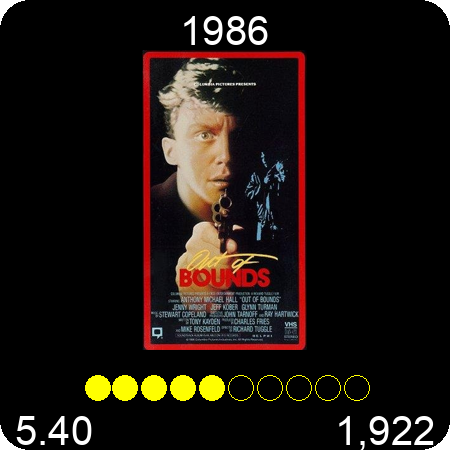 1986
COLUMBIA PICTURES PRESENTS
Out of
BOUNDS
ANTHONY MICHAEL HALL "OUT OF BOUNDS"
JENNY WRIGHT JEFF KOBER GLYNN TURMAN
STEWART COPELAND JOHN TARNOFF AND RAY HARTWICK
TONY KAYDEN CHARLES FRIES
AND MIKE ROSENFELD RICHARD TUGGLE
VHS
5.40
1,922